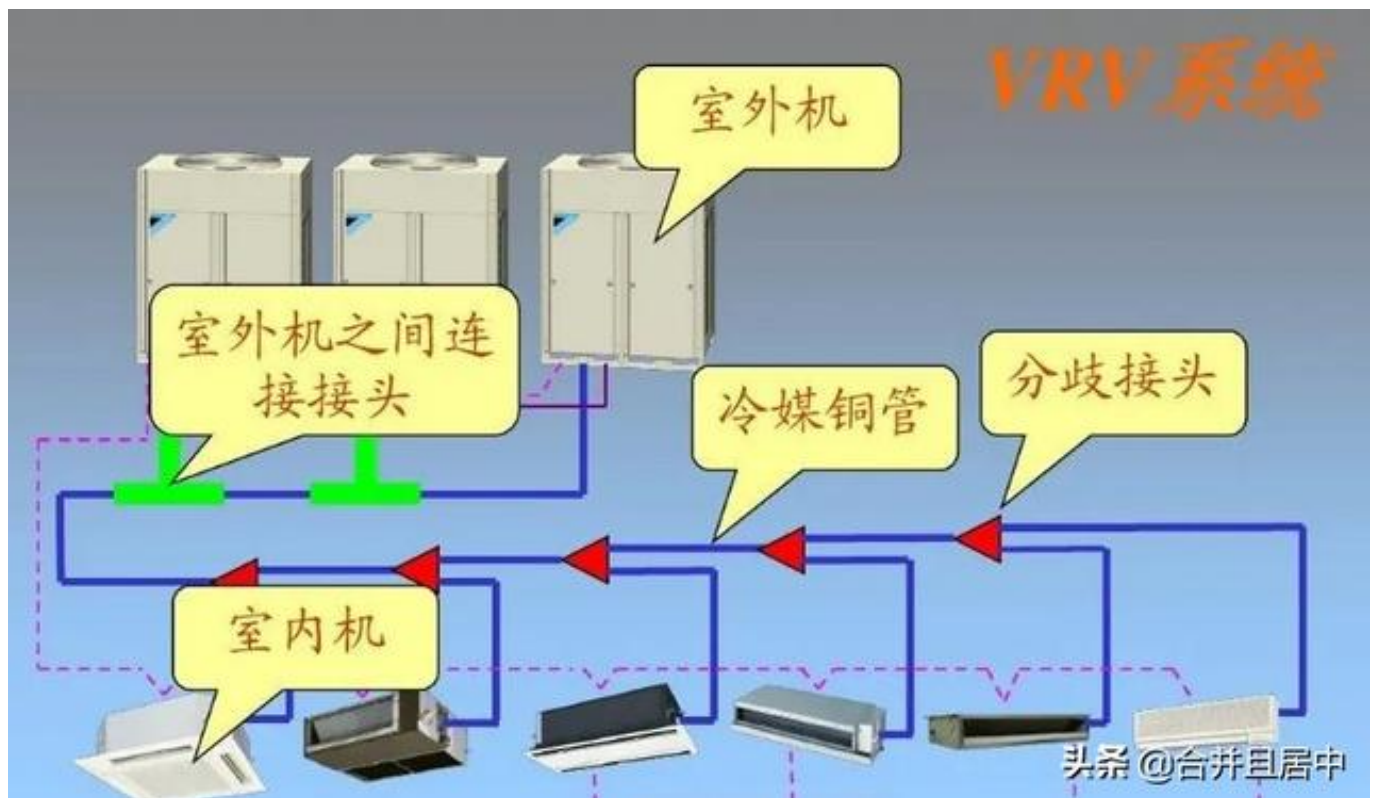 VRV系统
室外机
室外机之间连
接接头
分歧接头
冷媒铜管
室内机
头条 @合并且居中